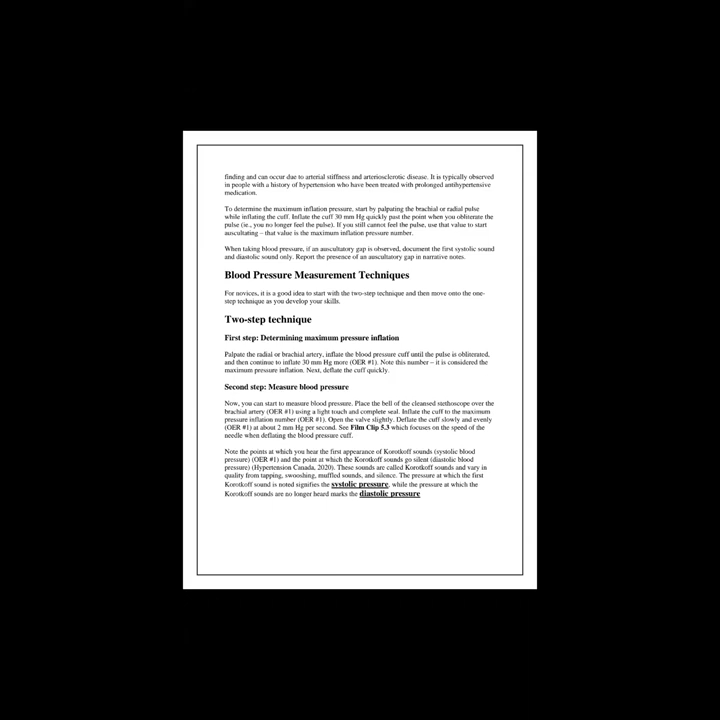 finding and can occur due to arterial stiffness and arteriosclerotic disease. It is typically observed
in people with a history of hypertension who have been treated with prolonged antihypertensive
medication.
To determine the maximum inflation pressure, start by palpating the brachial or radial pulse
while inflating the cuff. Inflate the cuff 30 mm Hg quickly past the point when you obliterate the
pulse (ie., you no longer feel the pulse). If you still cannot feel the pulse, use that value to start
auscultating – that value is the maximum inflation pressure number.
When taking blood pressure, if an auscultatory gap is observed, document the first systolic sound
and diastolic sound only. Report the presence of an auscultatory gap in narrative notes.
Blood Pressure Measurement Techniques
For novices, it is a good idea to start with the two-step technique and then move onto the one-
step technique as you develop your skills.
Two-step technique
First step: Determining maximum pressure inflation
Palpate the radial or brachial artery, inflate the blood pressure cuff until the pulse is obliterated,
and then continue to inflate 30 mm Hg more (OER #1). Note this number – it is considered the
maximum pressure inflation. Next, deflate the cuff quickly.
Second step: Measure blood pressure
Now, you can start to measure blood pressure. Place the bell of the cleansed stethoscope over the
brachial artery (OER #1) using a light touch and complete seal. Inflate the cuff to the maximum
pressure inflation number (OER #1). Open the valve slightly. Deflate the cuff slowly and evenly
(OER #1) at about 2 mm Hg per second. See Film Clip 5.3 which focuses on the speed of the
needle when deflating the blood pressure cuff.
Note the points at which you hear the first appearance of Korotkoff sounds (systolic blood
pressure) (OER #1) and the point at which the Korotkoff sounds go silent (diastolic blood
pressure) (Hypertension Canada, 2020). These sounds are called Korotkoff sounds and vary in
quality from tapping, swooshing, muffled sounds, and silence. The pressure at which the first
Korotkoff sound is noted signifies the systolic pressure, while the pressure at which the
Korotkoff sounds are no longer heard marks the diastolic pressure